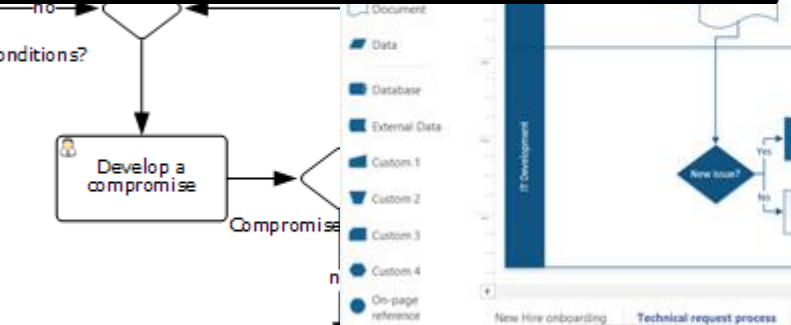 no
onditions?
Develop a
compromise
Compromise
n
Document
Data
Database
External Data
Custom 1
Custom 2
Custom 3
Custom 4
On-page
reference
IT Development
New issue?
Yes
No
New Hire onboarding
Technical request process